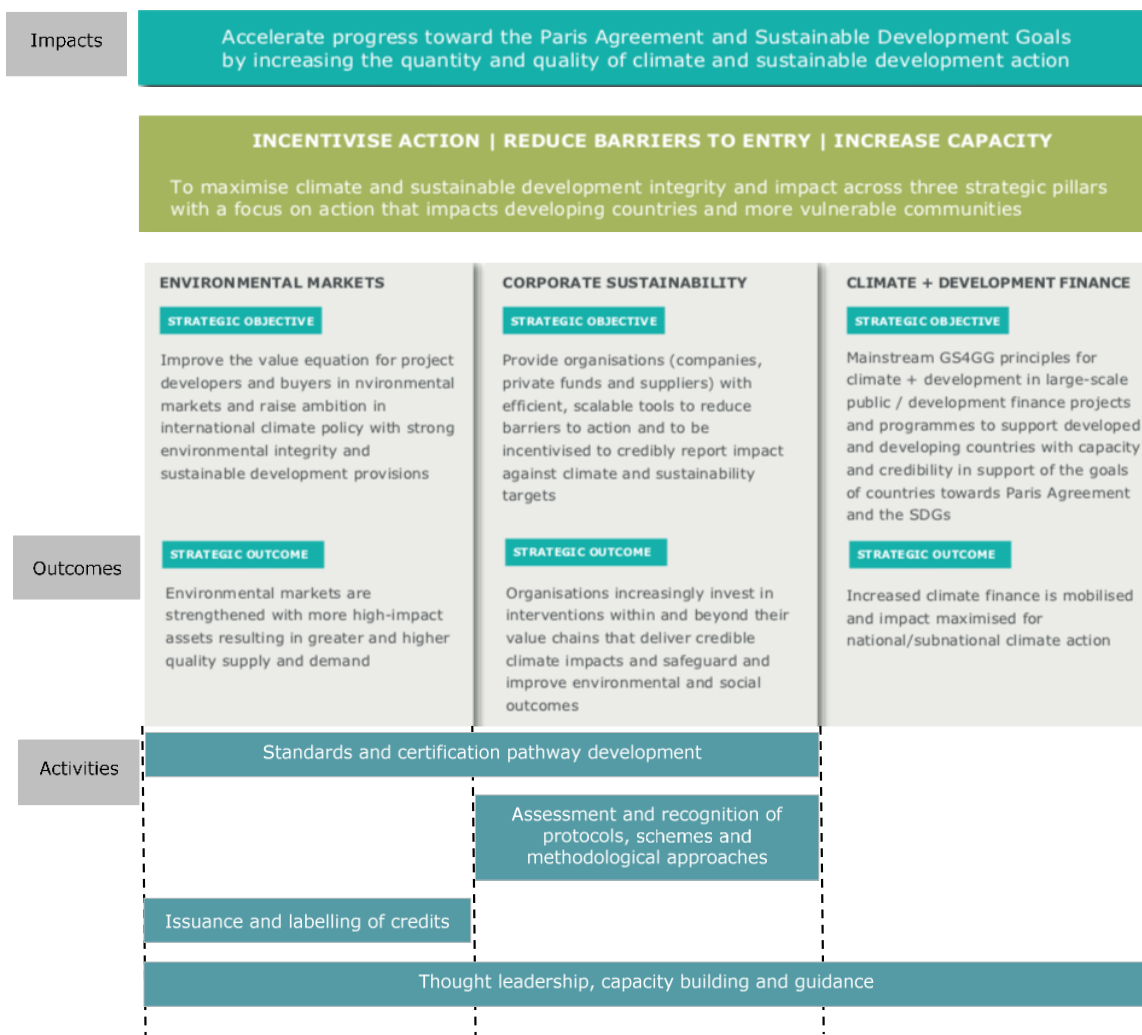 Impacts
Accelerate progress toward the Paris Agreement and Sustainable Development Goals
by increasing the quantity and quality of climate and sustainable development action
INCENTIVISE ACTION | REDUCE BARRIERS TO ENTRY | INCREASE CAPACITY
To maximise climate and sustainable development integrity and impact across three strategic pillars
with a focus on action that impacts developing countries and more vulnerable communities
ENVIRONMENTAL MARKETS
STRATEGIC OBJECTIVE
Improve the value equation for project
developers and buyers in nvironmental
markets and raise ambition in
international climate policy with strong
environmental integrity and
sustainable development provisions
CORPORATE SUSTAINABILITY
STRATEGIC OBJECTIVE
Provide organisations (companies,
private funds and suppliers) with
efficient, scalable tools to reduce
barriers to action and to be
incentivised to credibly report impact
against climate and sustainability
targets
CLIMATE + DEVELOPMENT FINANCE
STRATEGIC OBJECTIVE
Mainstream GS4GG principles for
climate + development in large-scale
public / development finance projects
and programmes to support developed
and developing countries with capacity
and credibility in support of the goals
of countries towards Paris Agreement
and the SDGs
Outcomes
STRATEGIC OUTCOME
Environmental markets are
strengthened with more high-impact
assets resulting in greater and higher
quality supply and demand
STRATEGIC OUTCOME
Organisations increasingly invest in
interventions within and beyond their
value chains that deliver credible
climate impacts and safeguard and
improve environmental and social
outcomes
STRATEGIC OUTCOME
Increased climate finance is mobilised
and impact maximised for
national/subnational climate action
Activities
Standards and certification pathway development
Assessment and recognition of
protocols, schemes and
methodological approaches
Issuance and labelling of credits
Thought leadership, capacity building and guidance